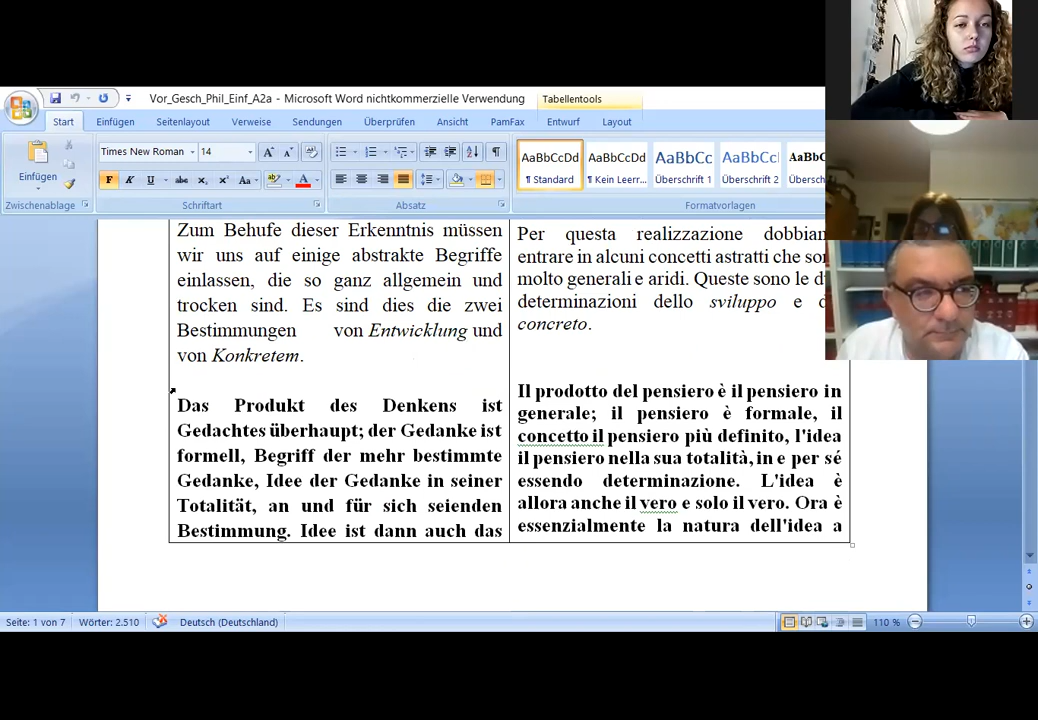 Vor_Gesch_Phil_Einf_A2a - Microsoft Word nichtkommerzielle Verwendung
Tabellentools
Start Einfügen Seitenlayout Verweise Sendungen Überprüfen Ansicht PamFax Entwurf Layout
Einfügen
Times New Roman 14
F K U abc x₂ x² Aa
AaBbCcDd AaBbCcDd AaBbCc AaBbCc AaBbC
¶ Standard ¶ Kein Leerr... Überschrift 1 Überschrift 2 Übersch
Zwischenablage Schriftart Absatz Formatvorlagen
Zum Behufe dieser Erkenntnis müssen
wir uns auf einige abstrakte Begriffe
einlassen, die so ganz allgemein und
trocken sind. Es sind dies die zwei
Bestimmungen von Entwicklung und
von Konkretem.
Das Produkt des Denkens ist
Gedachtes überhaupt; der Gedanke ist
formell, Begriff der mehr bestimmte
Gedanke, Idee der Gedanke in seiner
Totalität, an und für sich seienden
Bestimmung. Idee ist dann auch das
Per questa realizzazione dobbian
entrare in alcuni concetti astratti che so
molto generali e aridi. Queste sono le d
determinazioni dello sviluppo e d
concreto.
Il prodotto del pensiero è il pensiero in
generale; il pensiero è formale, il
concetto il pensiero più definito, l'idea
il pensiero nella sua totalità, in e per sé
essendo determinazione. L'idea è
allora anche il vero e solo il vero. Ora è
essenzialmente la natura dell'idea a
Seite: 1 von 7 Wörter: 2.510 Deutsch (Deutschland) 110 %